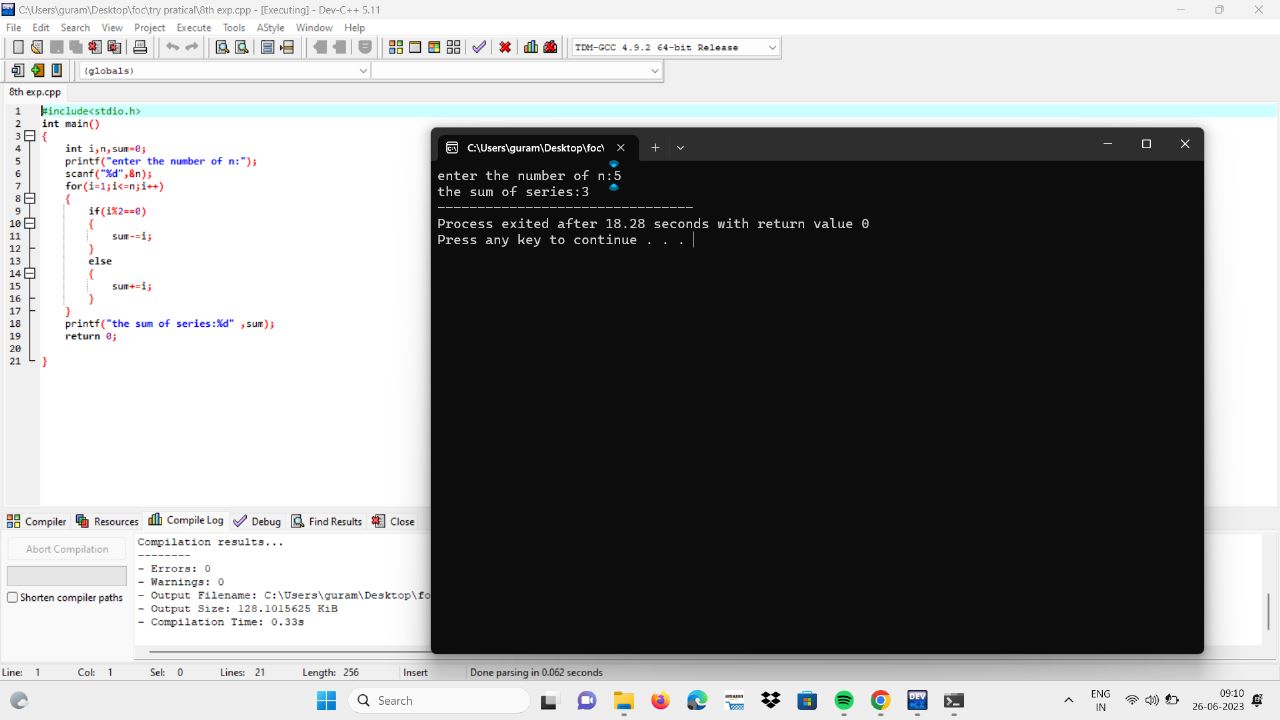 C:\Users\guram\Desktop\foc\try pratical\8th exp.cpp - [Executing] - Dev-C++ 5.11
File Edit Search View Project Execute Tools AStyle Window Help
TDM-GCC 4.9.2 64-bit Release
(globals)
8th exp.cpp
1 #include<stdio.h>
2 int main()
3 {
4 int i,n,sum=0;
5 printf("enter the number of n:");
6 scanf("%d",&n);
7 for(i=1;i<=n;i++)
8 {
9 if(i%2==0)
10 {
11 sum-=i;
12 }
13 else
14 {
15 sum+=i;
16 }
17 }
18 printf("the sum of series:%d" ,sum);
19 return 0;
20
21 }
C:\Users\guram\Desktop\foc\
enter the number of n:5
the sum of series:3
--------------------------------
Process exited after 18.28 seconds with return value 0
Press any key to continue . . .
Compiler Resources Compile Log Debug Find Results Close
Abort Compilation
Shorten compiler paths
Compilation results...
--------
- Errors: 0
- Warnings: 0
- Output Filename: C:\Users\guram\Desktop\fo
- Output Size: 128.1015625 KiB
- Compilation Time: 0.33s
Line: 1 Col: 1 Sel: 0 Lines: 21 Length: 256 Insert Done parsing in 0.062 seconds
Search
amazon
DEV
ENG
IN
09:10
26-06-2023